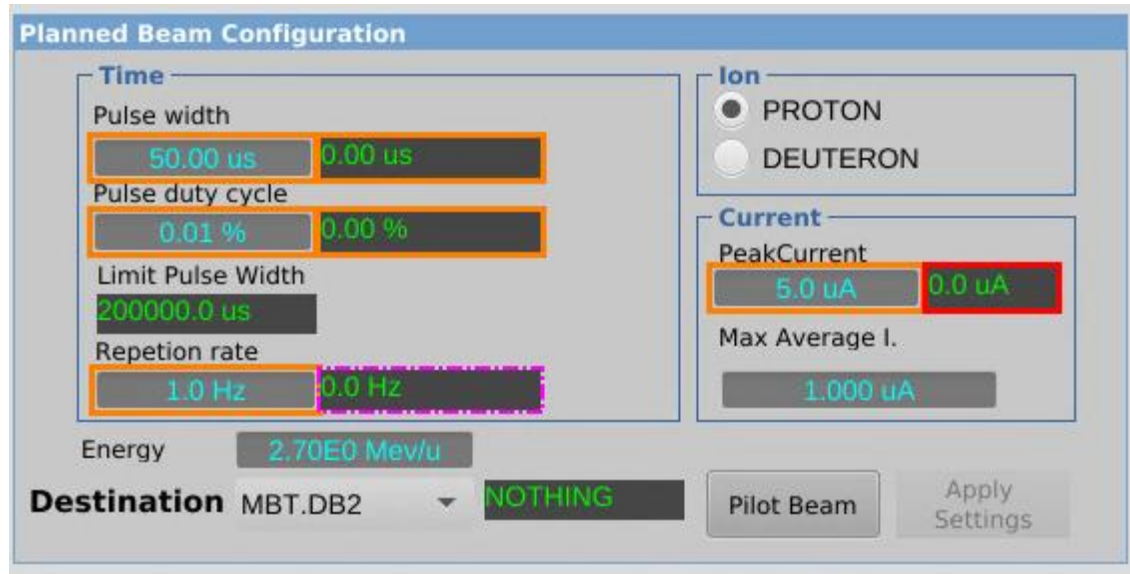 Planned Beam Configuration
Time
Pulse width
50.00 us 0.00 us
Pulse duty cycle
0.01 % 0.00 %
Limit Pulse Width
200000.0 us
Repetion rate
1.0 Hz 0.0 Hz
Ion
PROTON
DEUTERON
Current
PeakCurrent
5.0 uA 0.0 uA
Max Average I.
1.000 uA
Energy 2.70E0 Mev/u
Destination MBT.DB2 NOTHING
Pilot Beam
Apply
Settings